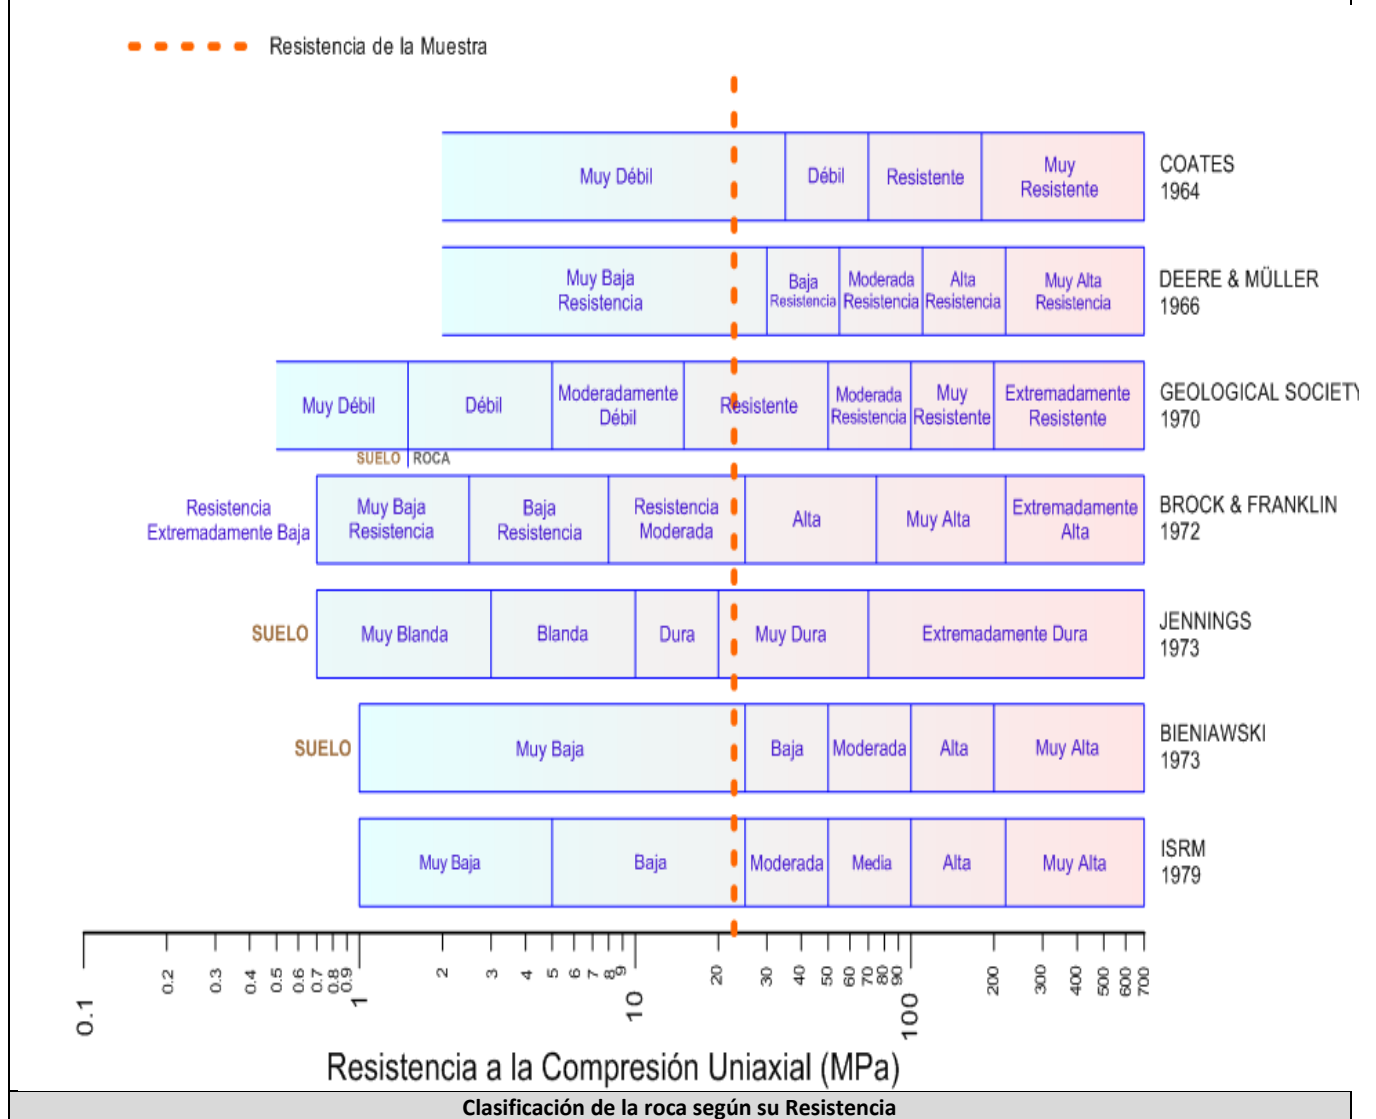 Resistencia de la Muestra
Muy Débil
Débil
Resistente
Muy
Resistente
COATES
1964
Muy Baja
Resistencia
Baja
Resistencia
Moderada
Resistencia
Alta
Resistencia
Muy Alta
Resistencia
DEERE & MÜLLER
1966
Muy Débil
Débil
Moderadamente
Débil
Resistente
Moderada
Resistencia
Muy
Resistente
Extremadamente
Resistente
GEOLOGICAL SOCIETY
1970
SUELO
ROCA
Resistencia
Extremadamente Baja
Muy Baja
Resistencia
Baja
Resistencia
Resistencia
Moderada
Alta
Muy Alta
Extremadamente
Alta
BROCK & FRANKLIN
1972
SUELO
Muy Blanda
Blanda
Dura
Muy Dura
Extremadamente Dura
JENNINGS
1973
SUELO
Muy Baja
Baja
Moderada
Alta
Muy Alta
BIENIAWSKI
1973
Muy Baja
Baja
Moderada
Media
Alta
Muy Alta
ISRM
1979
0.1
0.2
0.3
0.4
0.5
0.6
0.7
0.8
0.9
1
2
3
4
5
6
7
8
9
10
20
30
40
50
60
70
80
90
100
200
300
400
500
600
700
Resistencia a la Compresión Uniaxial (MPa)
Clasificación de la roca según su Resistencia